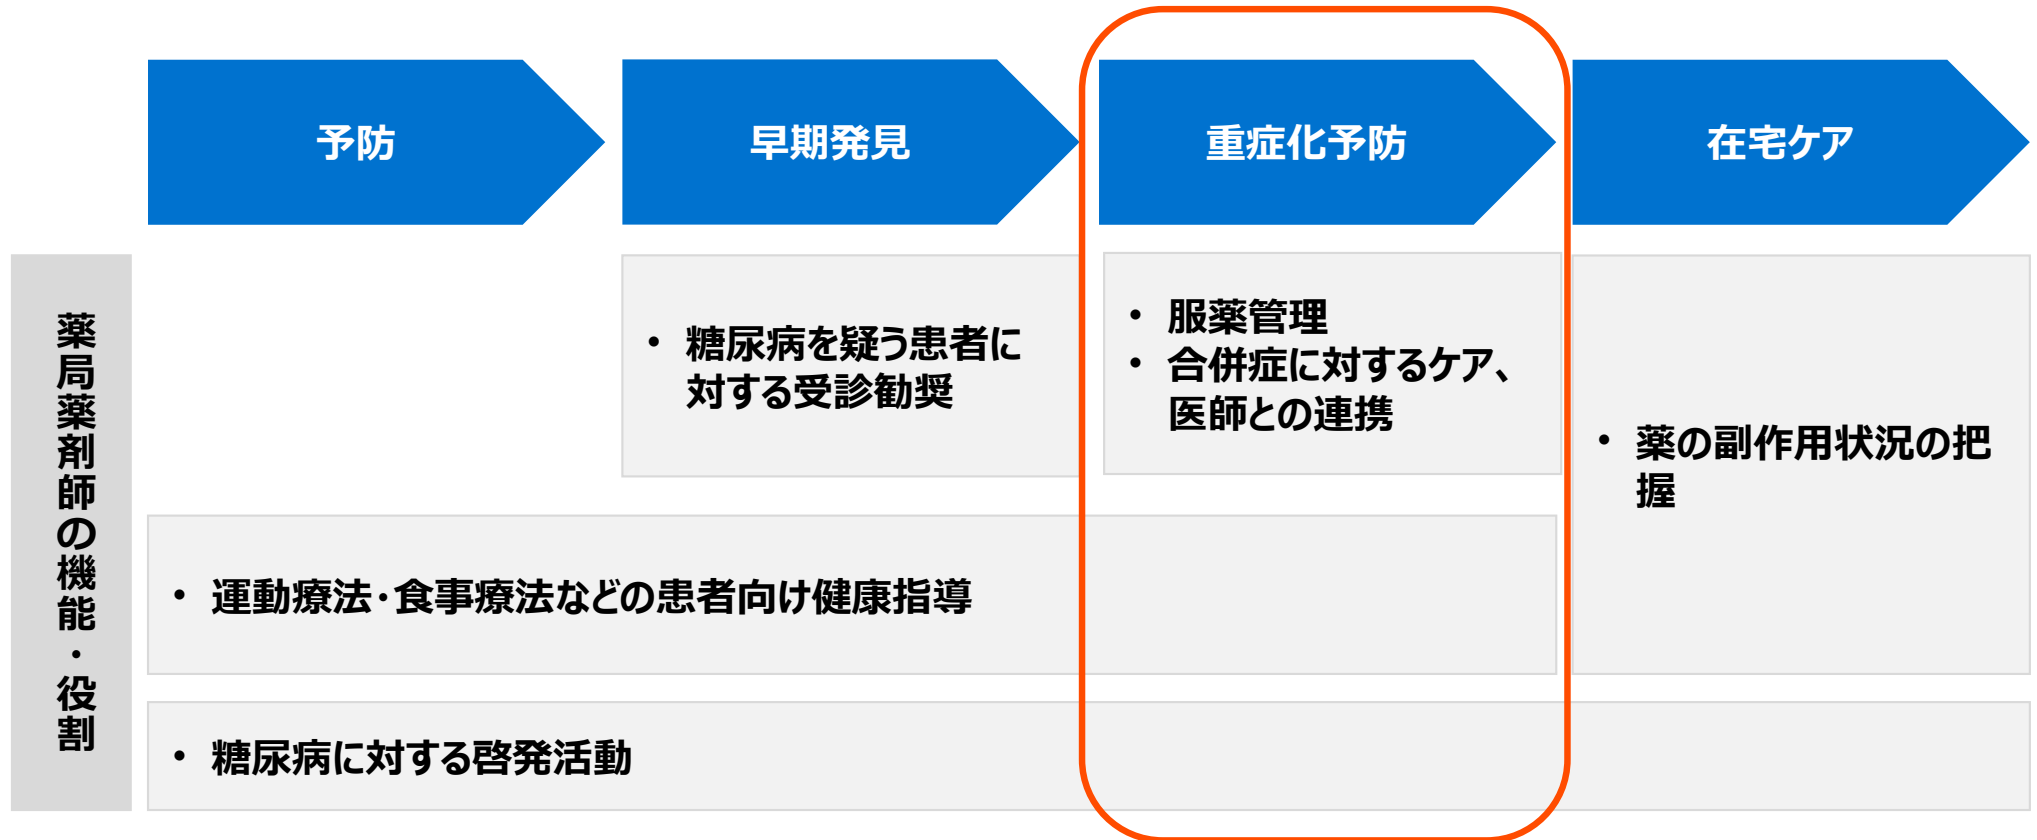 予防
早期発見
重症化予防
在宅ケア
薬局薬剤師の機能・役割
• 糖尿病を疑う患者に
対する受診勧奨
• 服薬管理
• 合併症に対するケア、
医師との連携
• 薬の副作用状況の把
握
• 運動療法・食事療法などの患者向け健康指導
• 糖尿病に対する啓発活動